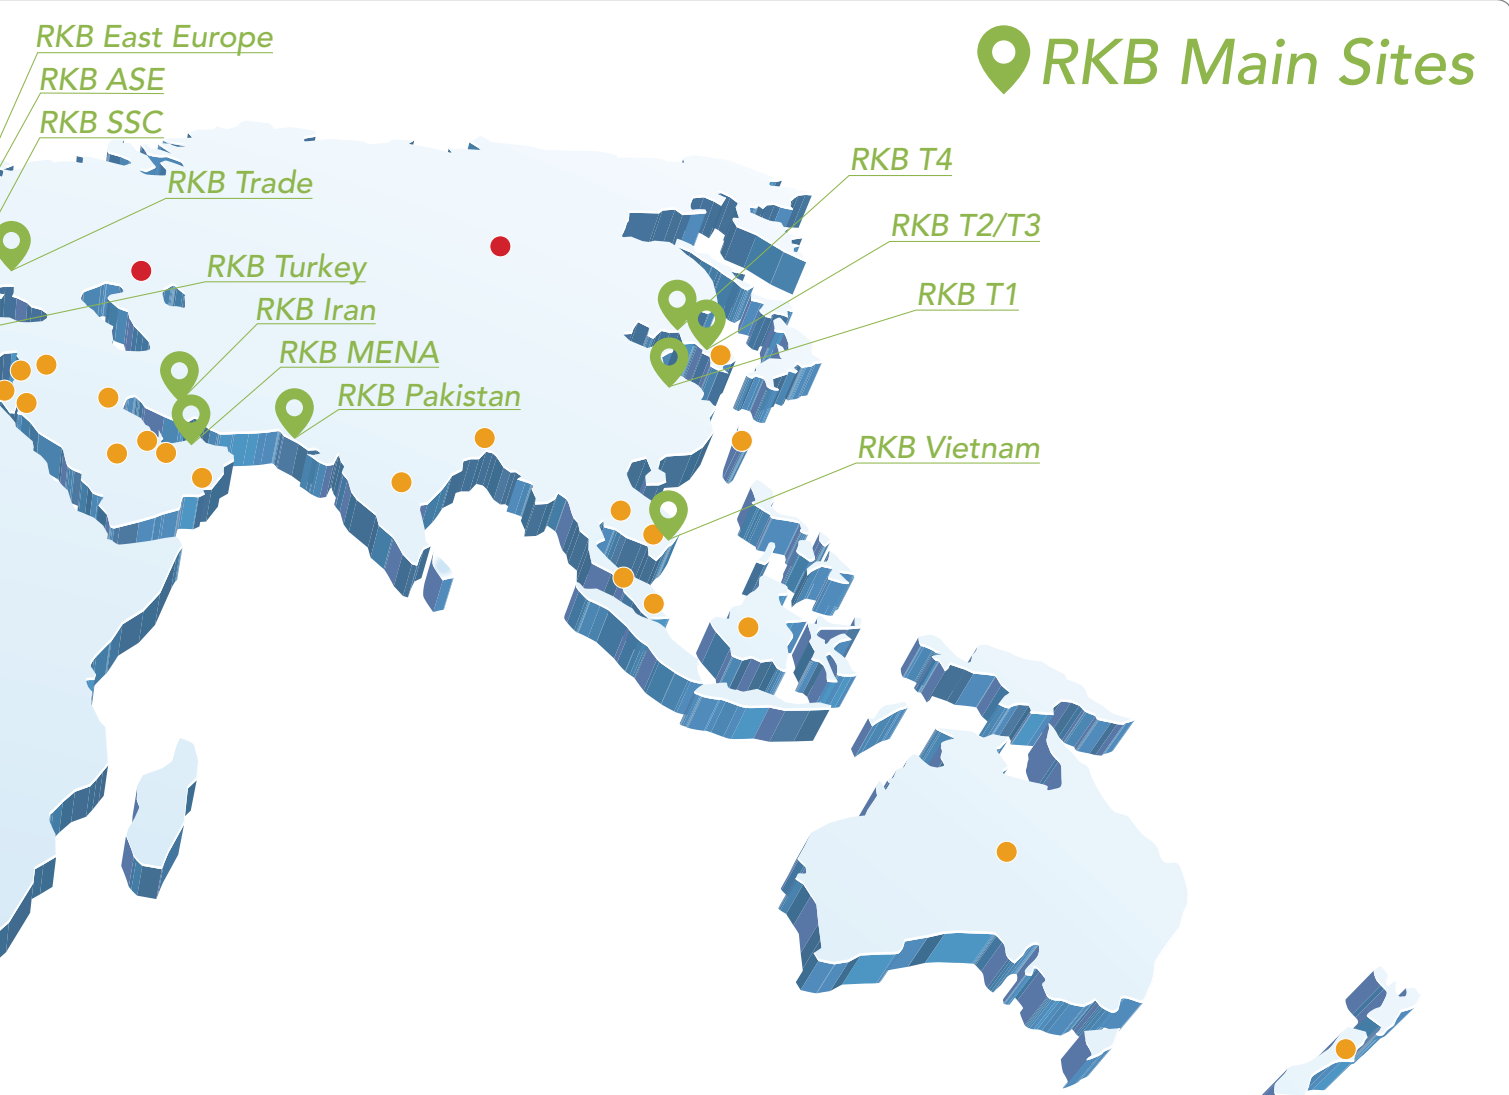 RKB East Europe
RKB Main Sites
RKB ASE
RKB SSC
RKB T4
RKB Trade
RKB T2/T3
RKB Turkey
RKB T1
RKB Iran
RKB MENA
RKB Pakistan
RKB Vietnam